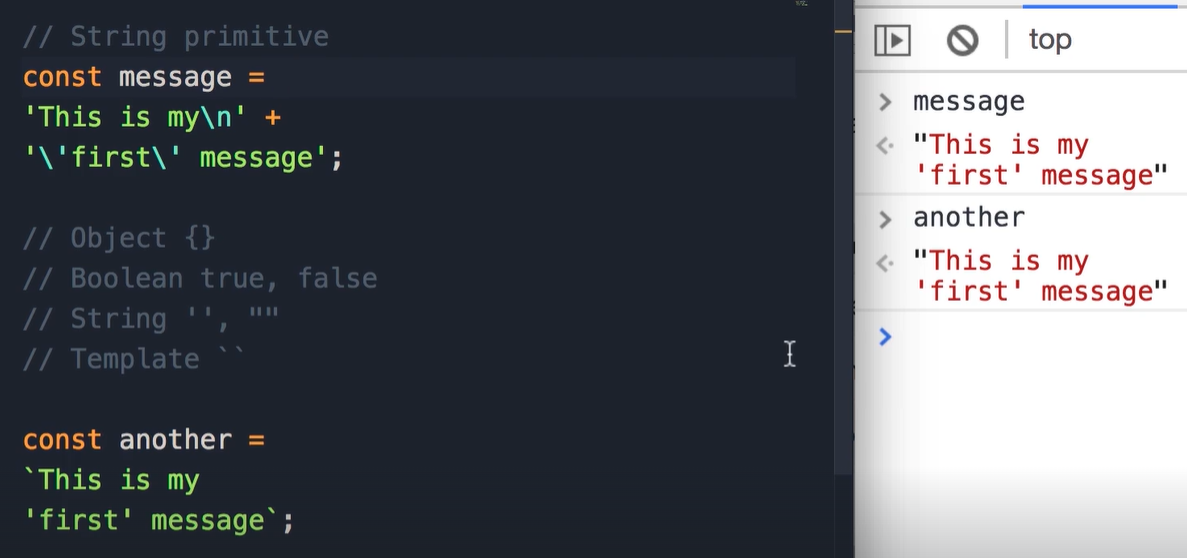 // String primitive
const message =
'This is my\n' +
'\'first\' message';
// Object {}
// Boolean true, false
// String '', ""
// Template ``
const another =
`This is my
'first' message`;
top
> message
"This is my
'first' message"
> another
"This is my
'first' message"
>